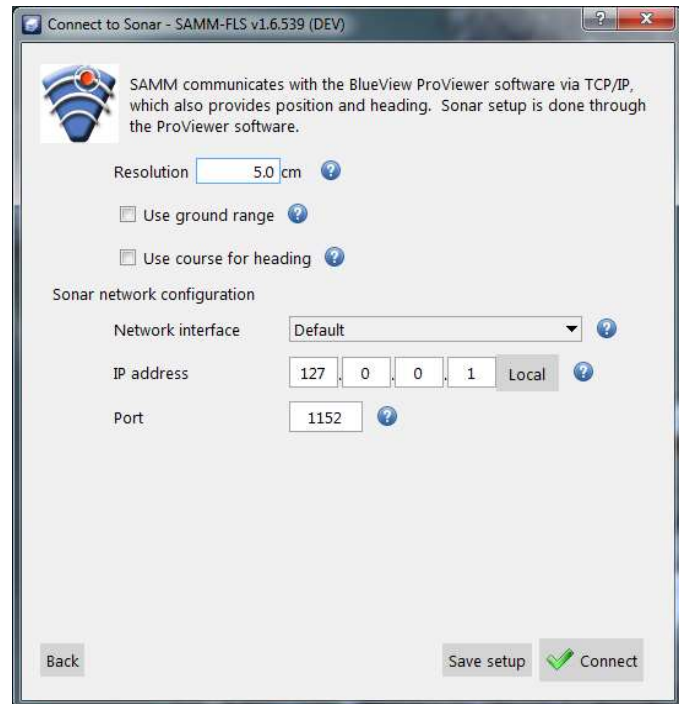 Connect to Sonar - SAMM-FLS v1.6.539 (DEV)
SAMM communicates with the BlueView ProViewer software via TCP/IP,
which also provides position and heading. Sonar setup is done through
the ProViewer software.
Resolution 5.0 cm ?
Use ground range ?
Use course for heading ?
Sonar network configuration
Network interface Default ?
IP address 127 . 0 . 0 . 1 Local ?
Port 1152 ?
Back Save setup Connect